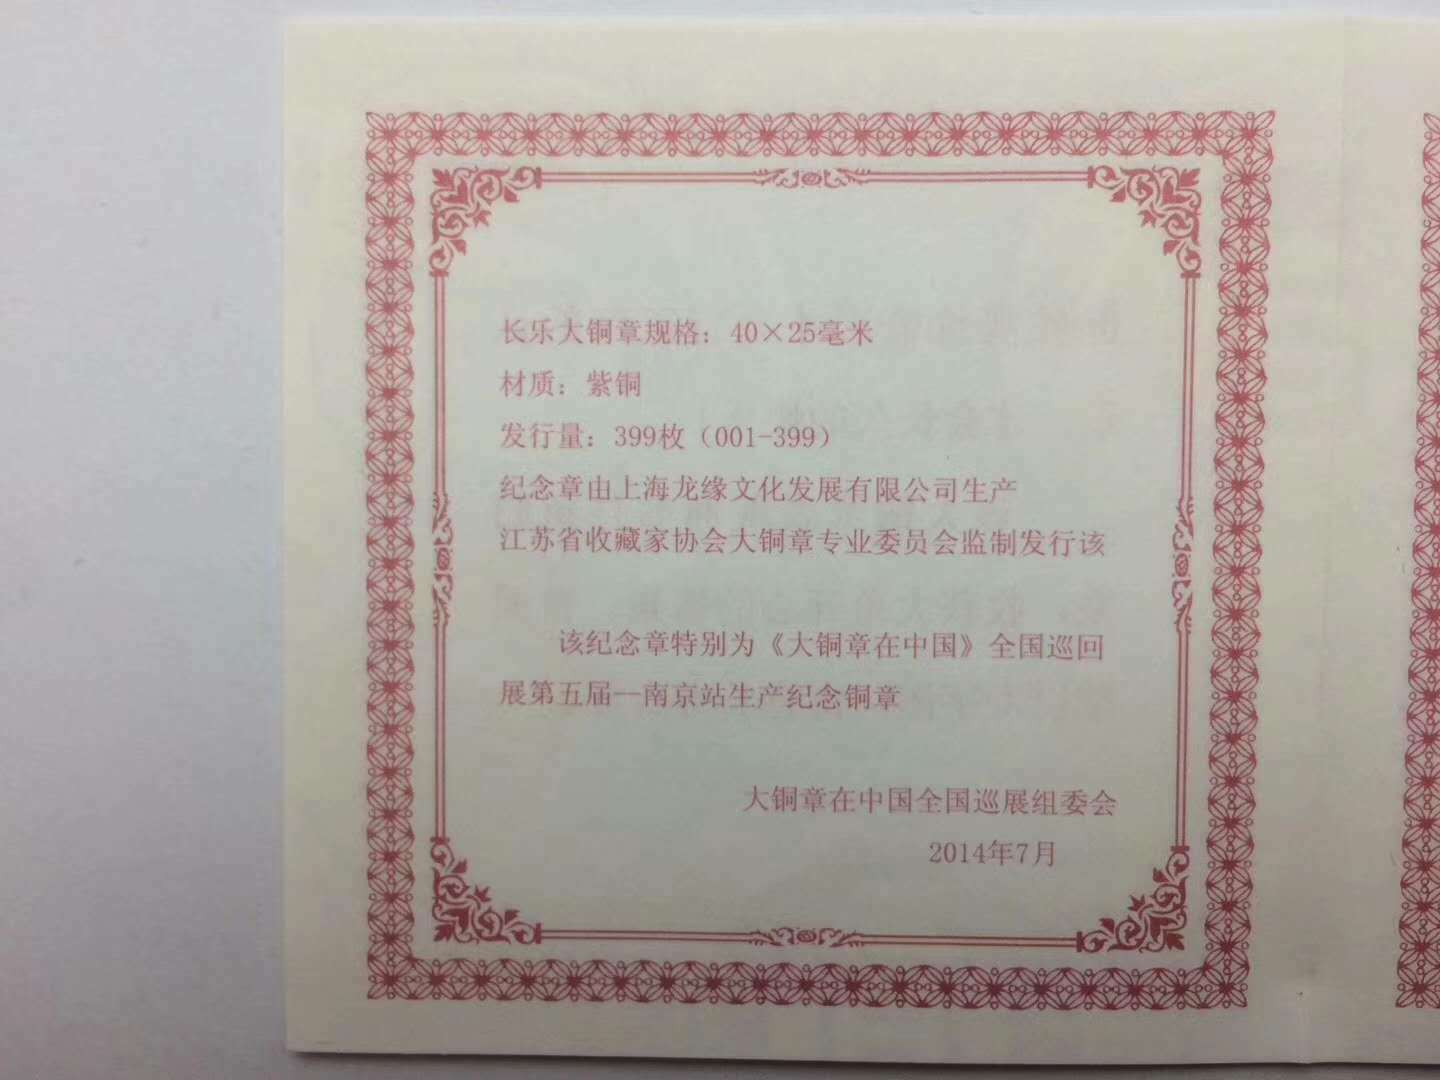 长乐大铜章规格：40×25毫米
材质：紫铜
发行量：399枚（001-399）
纪念章由上海龙缘文化发展有限公司生产
江苏省收藏家协会大铜章专业委员会监制发行该
该纪念章特别为《大铜章在中国》全国巡回
展第五届一南京站生产纪念铜章
大铜章在中国全国巡展组委会
2014年7月